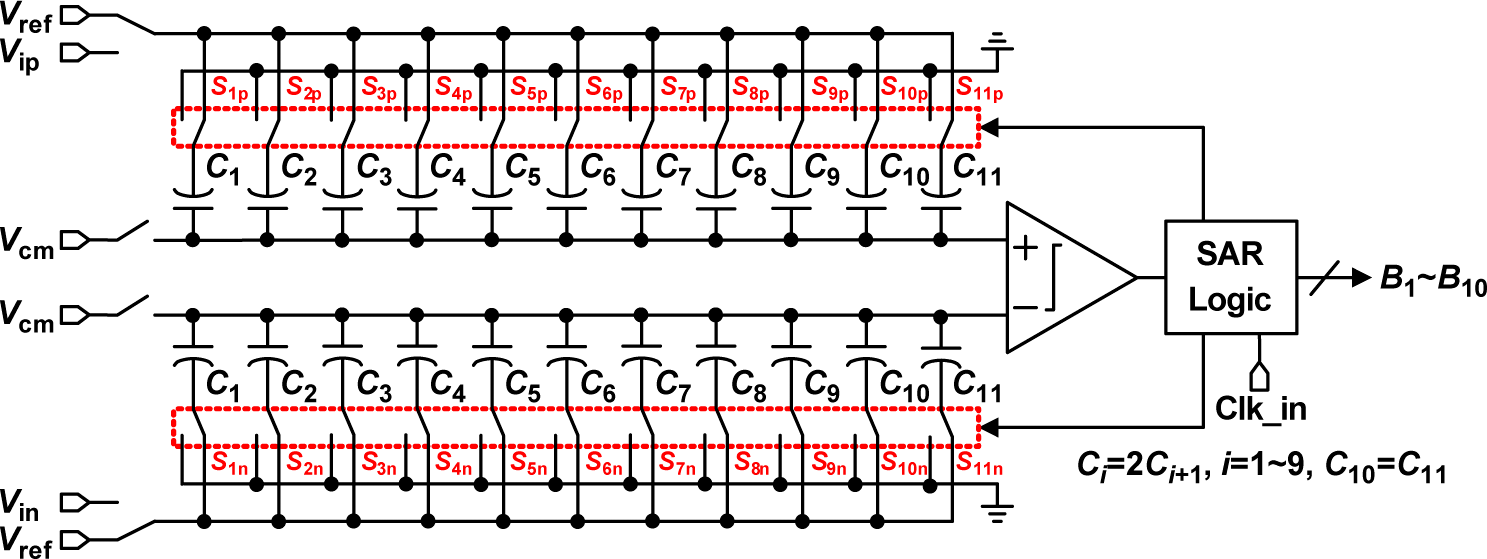 Vref
Vip
S1p S2p S3p S4p S5p S6p S7p S8p S9p S10p S11p
C1 C2 C3 C4 C5 C6 C7 C8 C9 C10 C11
Vcm
+
SAR
Logic
B1~B10
Vcm
−
C1 C2 C3 C4 C5 C6 C7 C8 C9 C10 C11
Clk_in
S1n S2n S3n S4n S5n S6n S7n S8n S9n S10n S11n
Ci=2Ci+1, i=1~9, C10=C11
Vin
Vref